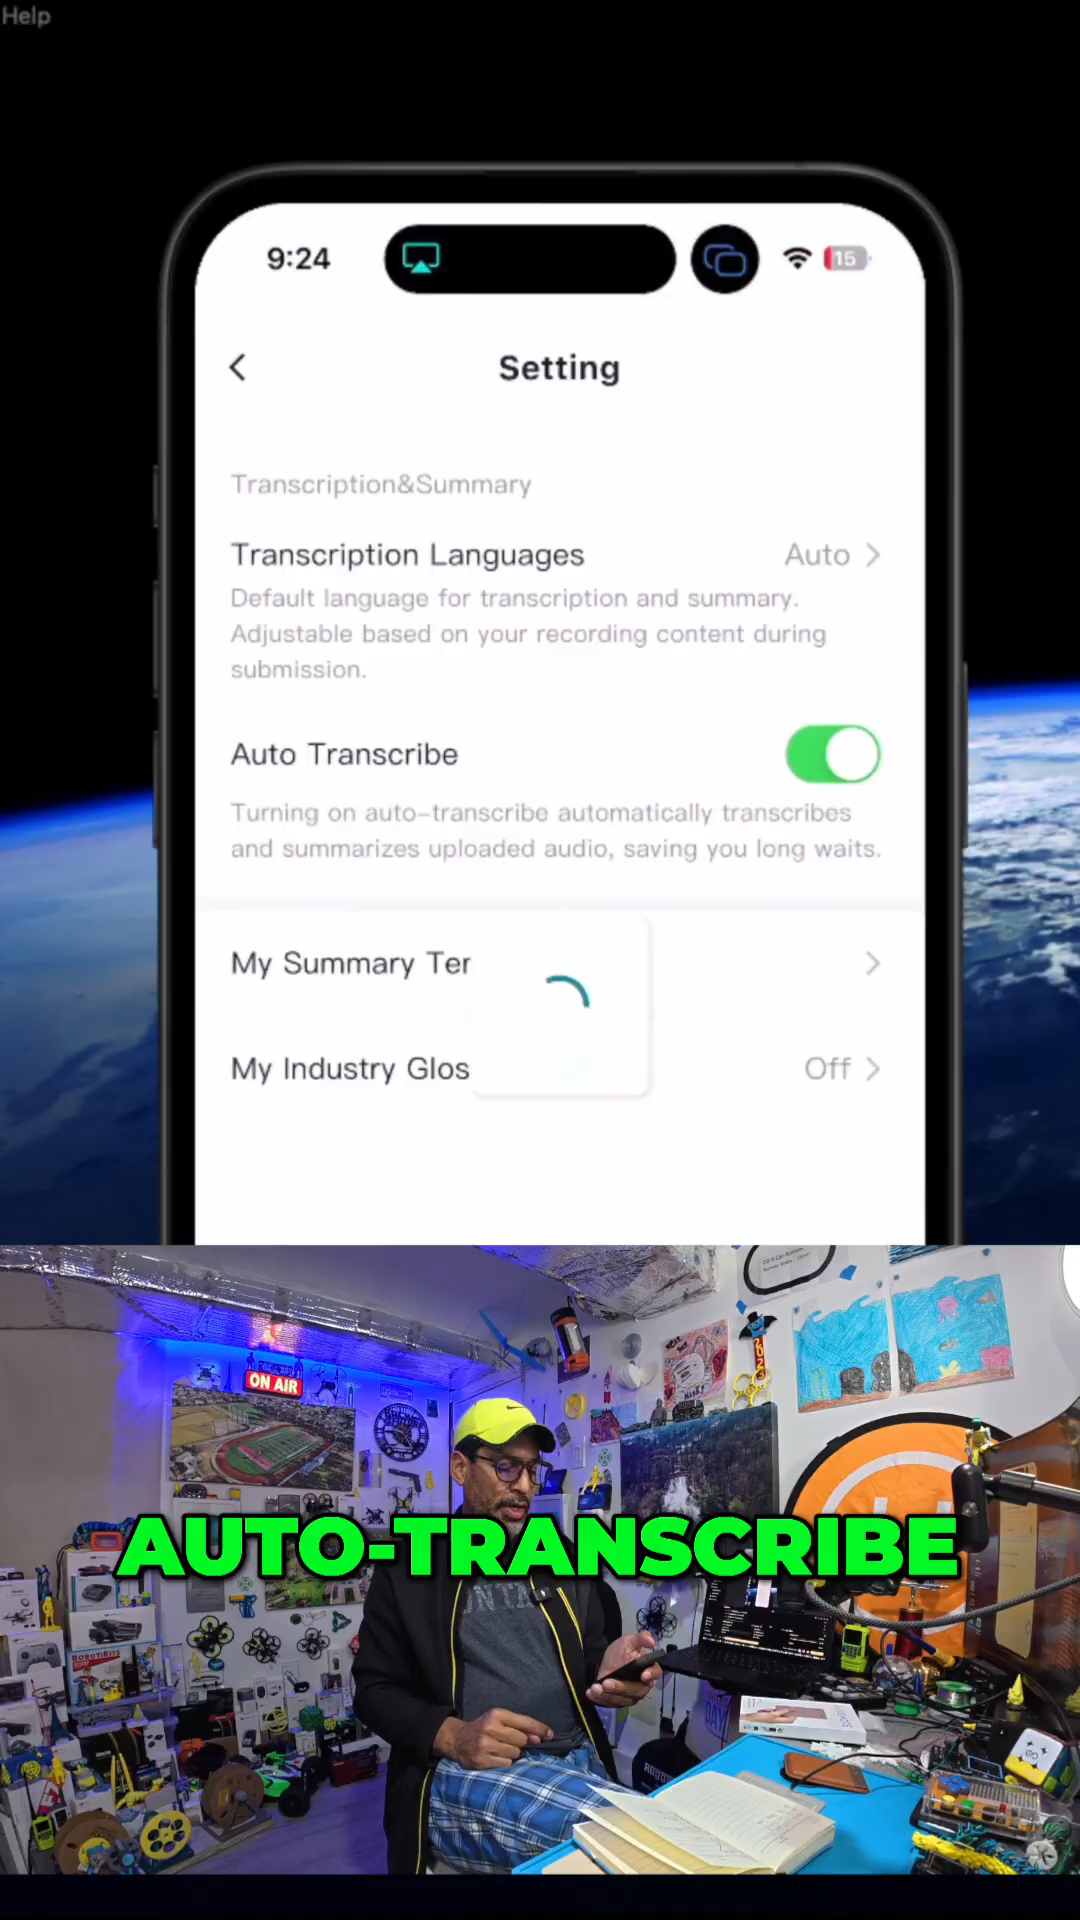 Help
9:24
15
Setting
Transcription&Summary
Transcription Languages
Auto
Default language for transcription and summary.
Adjustable based on your recording content during
submission.
Auto Transcribe
Turning on auto-transcribe automatically transcribes
and summarizes uploaded audio, saving you long waits.
My Summary Ter
My Industry Glos
Off
ON AIR
AUTO-TRANSCRIBE